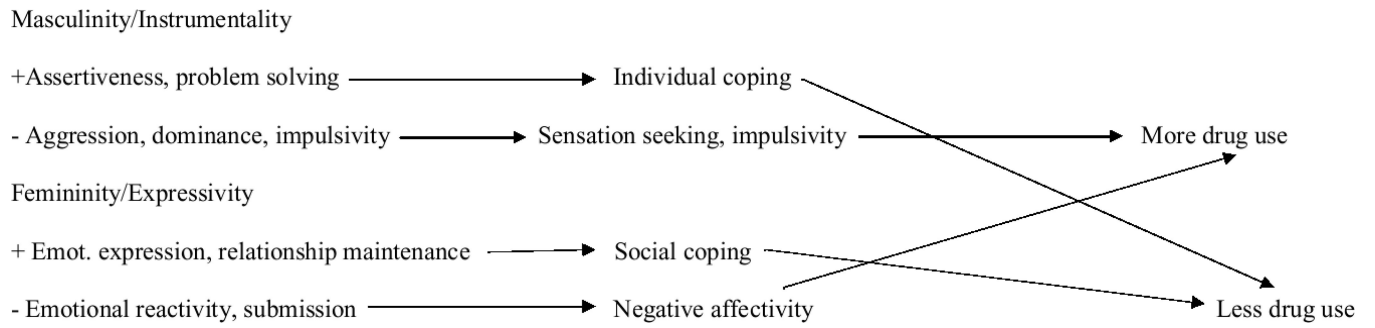 Masculinity/Instrumentality
+Assertiveness, problem solving Individual coping
- Aggression, dominance, impulsivity Sensation seeking, impulsivity More drug use
Femininity/Expressivity
+ Emot. expression, relationship maintenance Social coping
- Emotional reactivity, submission Negative affectivity Less drug use